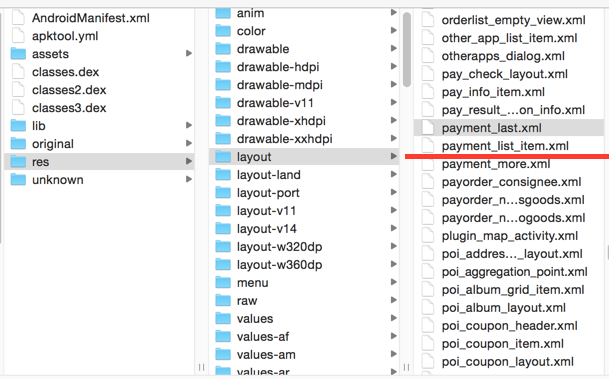 AndroidManifest.xml
apktool.yml
assets
classes.dex
classes2.dex
classes3.dex
lib
original
res
unknown
anim
color
drawable
drawable-hdpi
drawable-mdpi
drawable-v11
drawable-xhdpi
drawable-xxhdpi
layout
layout-land
layout-port
layout-v11
layout-v14
layout-w320dp
layout-w360dp
menu
raw
values
values-af
values-am
values-ar
orderlist_empty_view.xml
other_app_list_item.xml
otherapps_dialog.xml
pay_check_layout.xml
pay_info_item.xml
pay_result_...on_info.xml
payment_last.xml
payment_list_item.xml
payment_more.xml
payorder_consignee.xml
payorder_n...sgoods.xml
payorder_n...ogoods.xml
plugin_map_activity.xml
poi_addres..._layout.xml
poi_aggregation_point.xml
poi_album_grid_item.xml
poi_album_layout.xml
poi_coupon_header.xml
poi_coupon_item.xml
poi_coupon_layout.xml